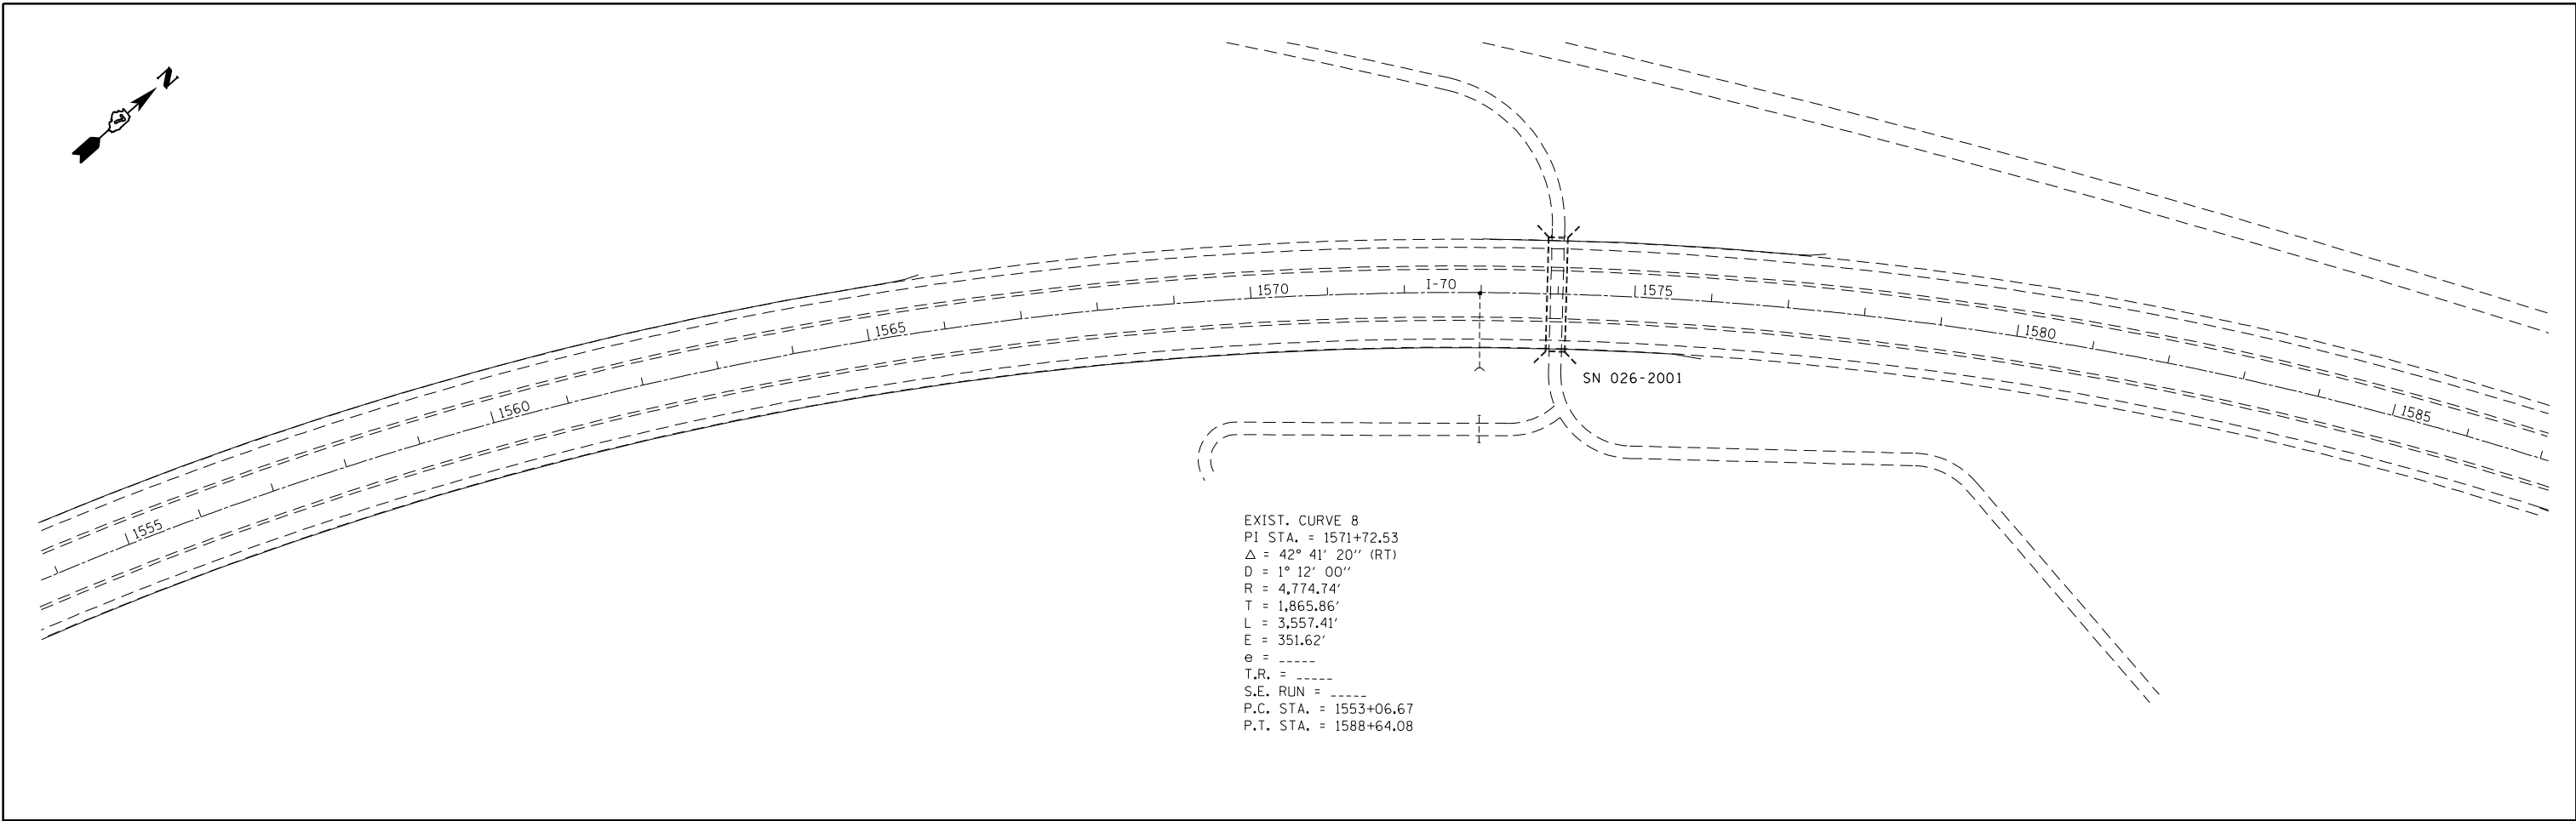 N
I-70
1570
1575
1565
1580
1560
1585
1555
SN 026-2001
EXIST. CURVE 8
PI STA. = 1571+72.53
Δ = 42° 41' 20'' (RT)
D = 1° 12' 00''
R = 4,774.74'
T = 1,865.86'
L = 3,557.41'
E = 351.62'
e = _____
T.R. = _____
S.E. RUN = _____
P.C. STA. = 1553+06.67
P.T. STA. = 1588+64.08